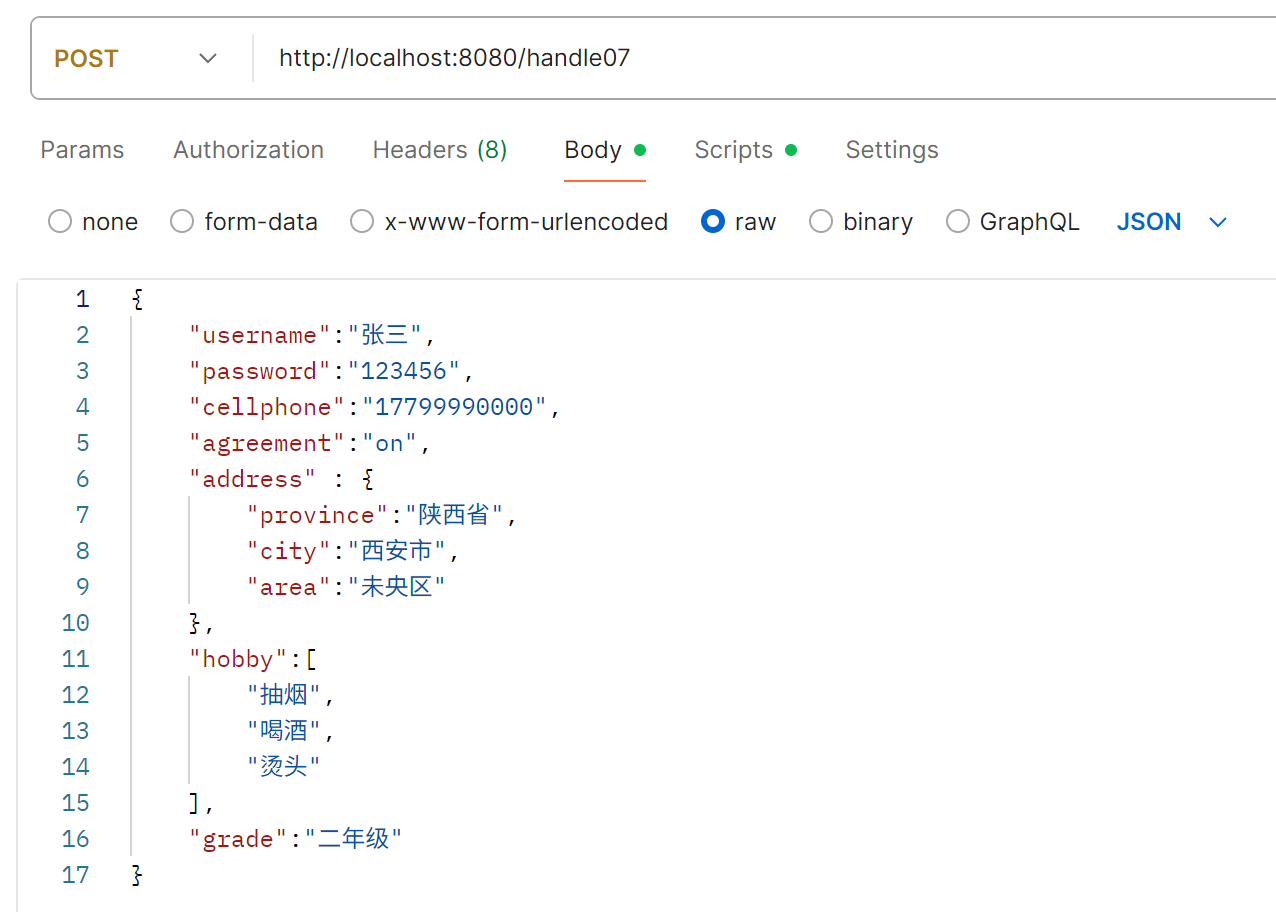 POST http://localhost:8080/handle07
Params Authorization Headers (8) Body Scripts Settings
none form-data x-www-form-urlencoded raw binary GraphQL JSON
1 {
2 "username":"张三",
3 "password":"123456",
4 "cellphone":"17799990000",
5 "agreement":"on",
6 "address" : {
7 "province":"陕西省",
8 "city":"西安市",
9 "area":"未央区"
10 },
11 "hobby":[
12 "抽烟",
13 "喝酒",
14 "烫头"
15 ],
16 "grade":"二年级"
17 }